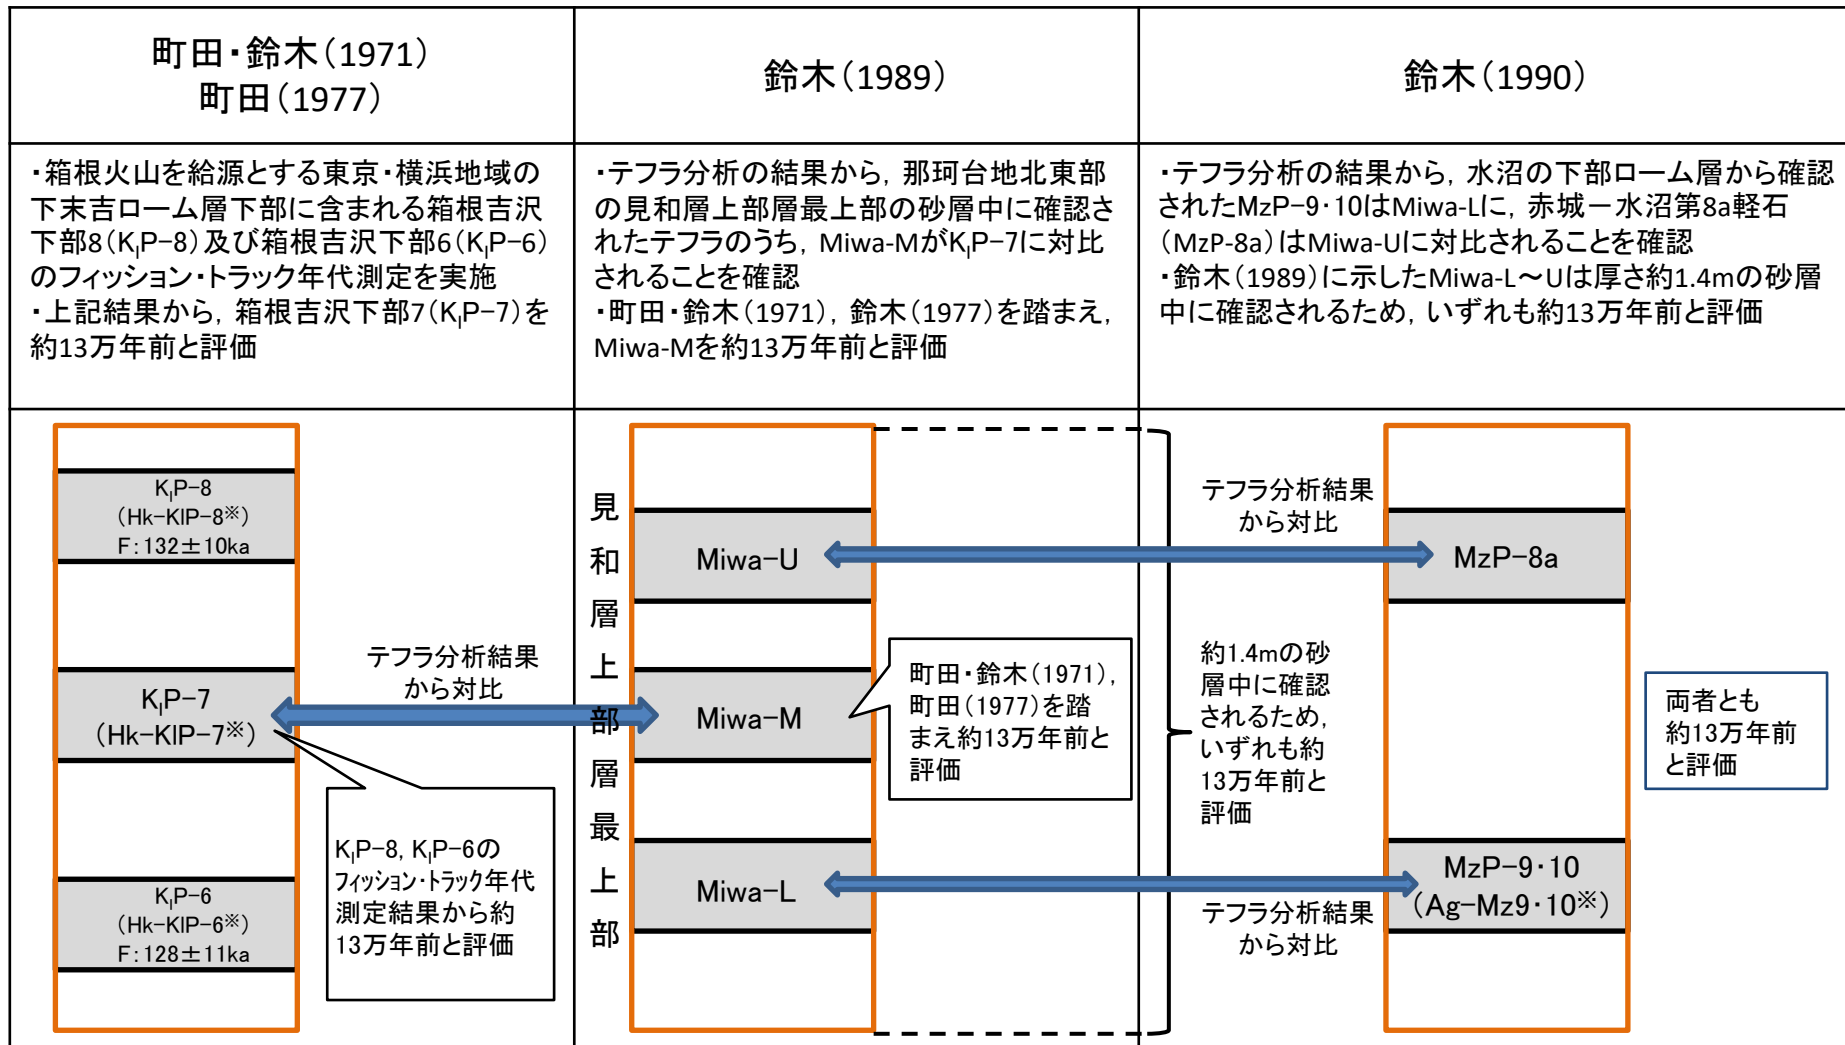 町田・鈴木（1971）
町田（1977）
鈴木（1989）
鈴木（1990）
・箱根火山を給源とする東京・横浜地域の
下末吉ローム層下部に含まれる箱根吉沢
下部8（KlP-8）及び箱根吉沢下部6（KlP-6）
のフィッション・トラック年代測定を実施
・上記結果から，箱根吉沢下部7（KlP-7）を
約13万年前と評価
・テフラ分析の結果から，那珂台地北東部
の見和層上部層最上部の砂層中に確認さ
れたテフラのうち，Miwa-MがKlP-7に対比
されることを確認
・町田・鈴木（1971），鈴木（1977）を踏まえ，
Miwa-Mを約13万年前と評価
・テフラ分析の結果から，水沼の下部ローム層から確認
されたMzP-9・10はMiwa-Lに，赤城－水沼第8a軽石
（MzP-8a）はMiwa-Uに対比されることを確認
・鈴木（1989）に示したMiwa-L～Uは厚さ約1.4mの砂層
中に確認されるため，いずれも約13万年前と評価
KlP-8
（Hk-KlP-8※）
F：132±10ka
KlP-7
（Hk-KlP-7※）
KlP-6
（Hk-KlP-6※）
F：128±11ka
テフラ分析結果
から対比
KlP-8，KlP-6の
フィッション・トラック年代
測定結果から約
13万年前と評価
見和層上部層最上部
Miwa-U
Miwa-M
Miwa-L
町田・鈴木（1971），
町田（1977）を踏
まえ約13万年前と
評価
約1.4mの砂
層中に確認
されるため，
いずれも約
13万年前と
評価
テフラ分析結果
から対比
テフラ分析結果
から対比
MzP-8a
MzP-9・10
（Ag-Mz9・10※）
両者とも
約13万年前
と評価